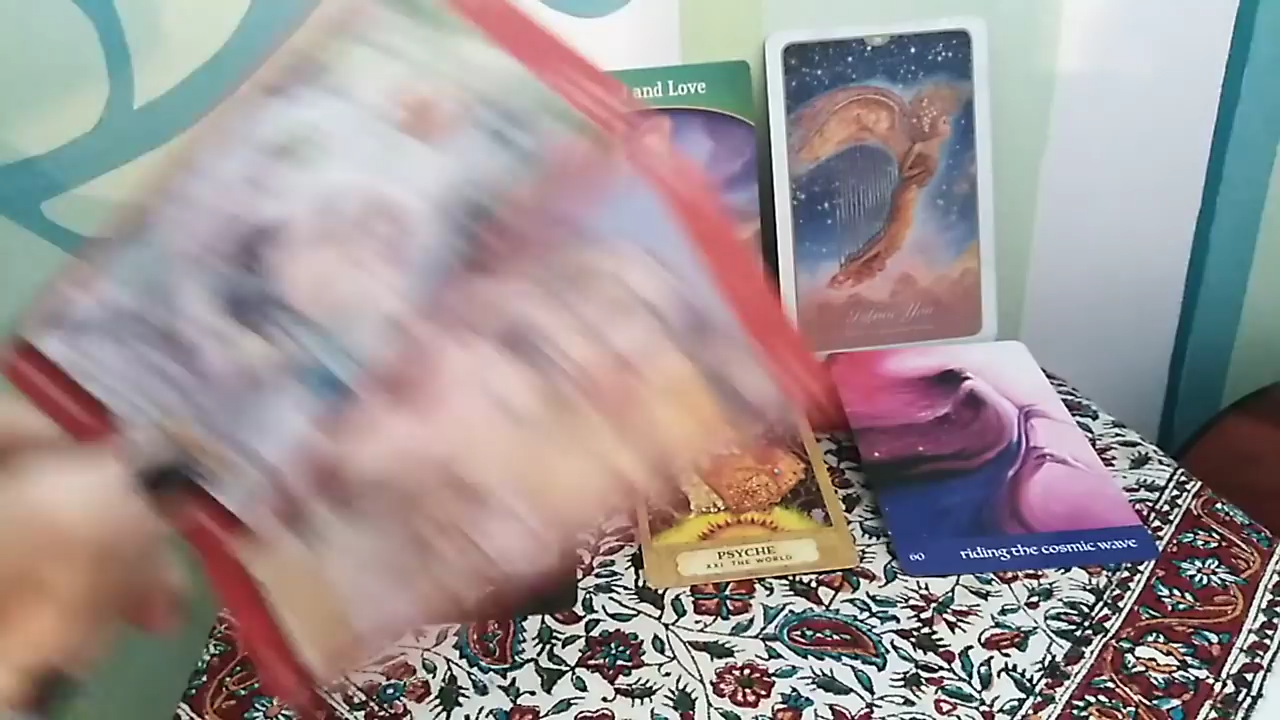 and Love
PSYCHE
XXI THE WORLD
60
riding the cosmic wave